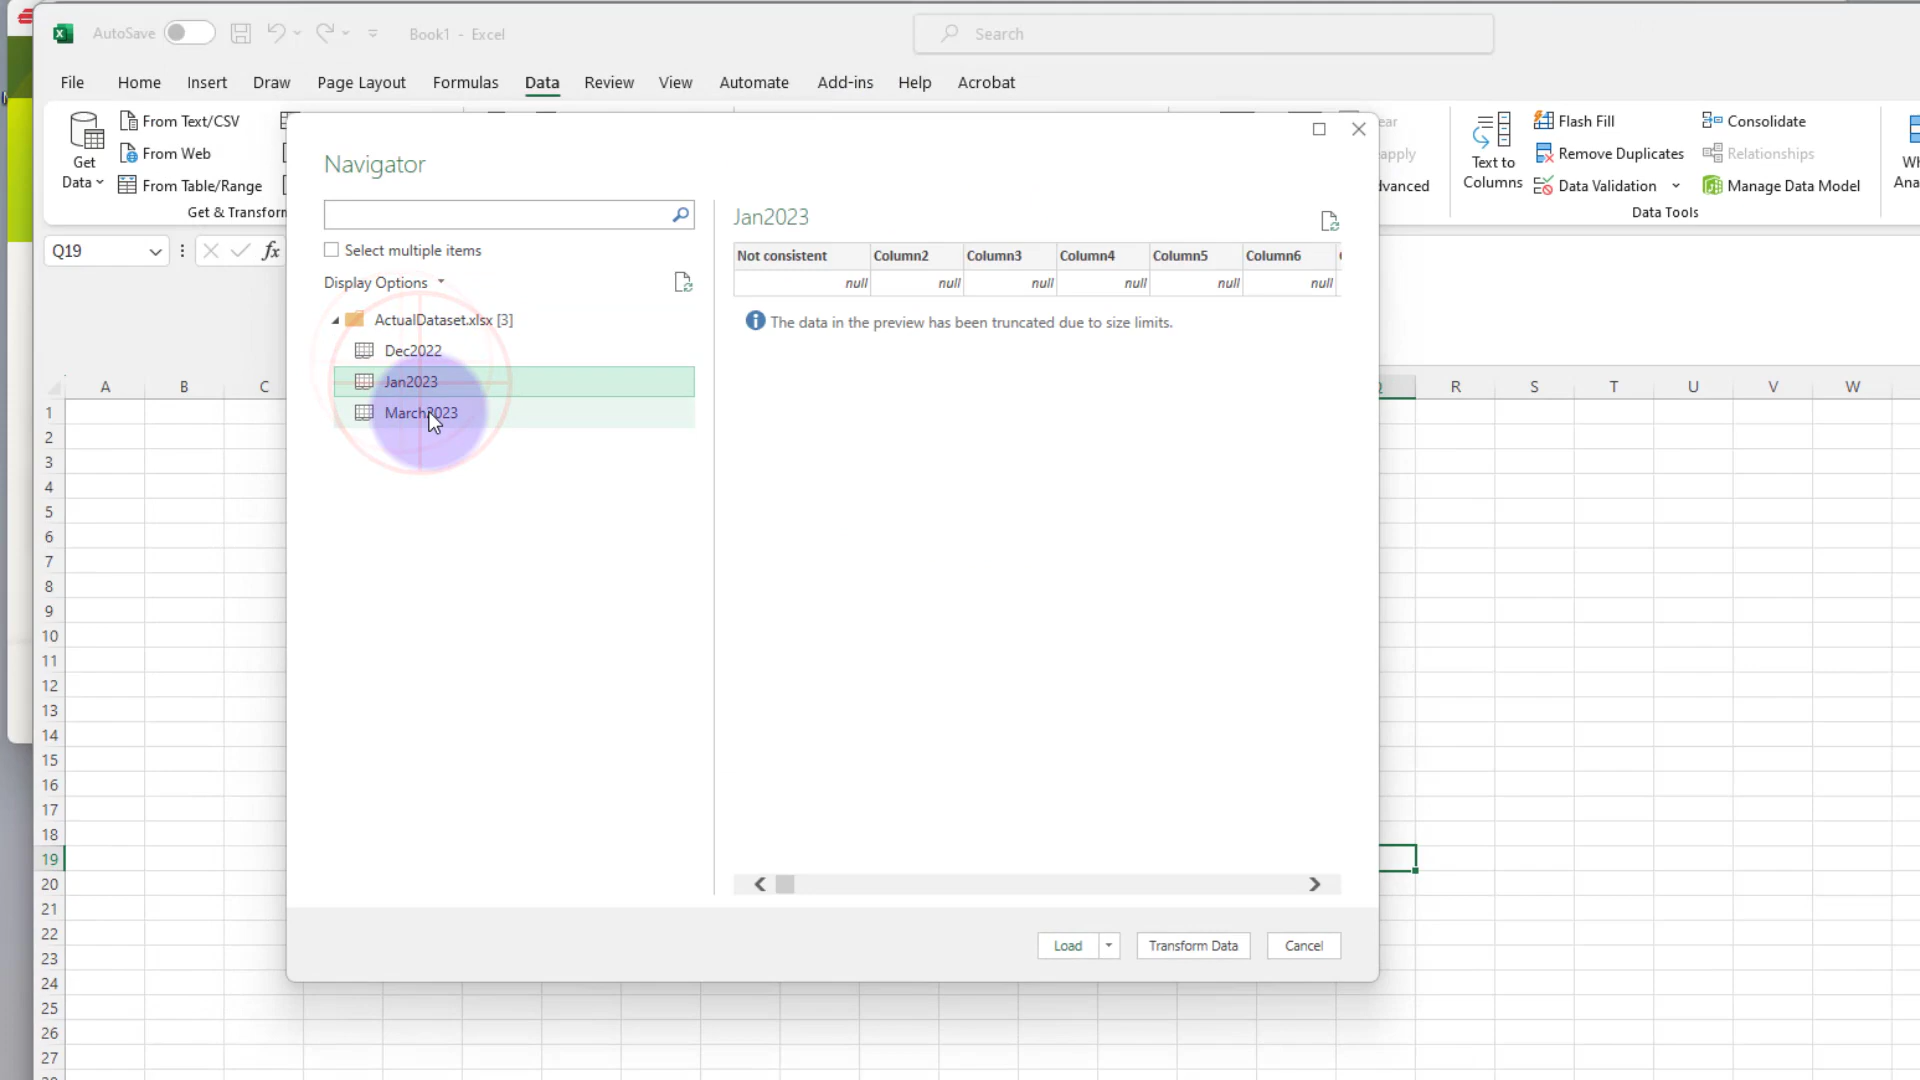 AutoSave
Book1 - Excel
Search
File Home Insert Draw Page Layout Formulas Data Review View Automate Add-ins Help Acrobat
Get Data
From Text/CSV
From Web
From Table/Range
Text to Columns
Flash Fill
Remove Duplicates
Data Validation
Consolidate
Relationships
Manage Data Model
Data Tools
Q19
fx
Navigator
Select multiple items
Display Options
ActualDataset.xlsx [3]
Dec2022
Jan2023
March2023
Jan2023
Not consistent Column2 Column3 Column4 Column5 Column6
null null null null null null
The data in the preview has been truncated due to size limits.
Load Transform Data Cancel
A B C R S T U V W
1
2
3
4
5
6
7
8
9
10
11
12
13
14
15
16
17
18
19
20
21
22
23
24
25
26
27